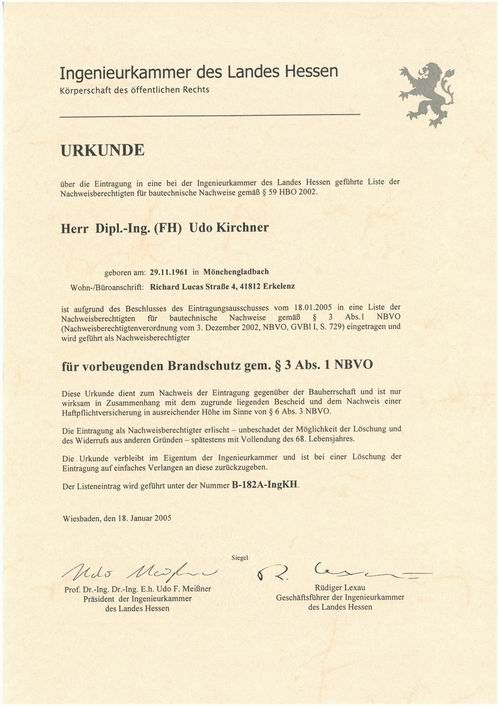 Ingenieurkammer des Landes Hessen
Körperschaft des öffentlichen Rechts
URKUNDE
über die Eintragung in eine bei der Ingenieurkammer des Landes Hessen geführte Liste der
Nachweisberechtigten für bautechnische Nachweise gemäß § 59 HBO 2002.
Herr Dipl.-Ing. (FH) Udo Kirchner
geboren am: 29.11.1961 in Mönchengladbach
Wohn-/Büroanschrift: Richard Lucas Straße 4, 41812 Erkelenz
ist aufgrund des Beschlusses des Eintragungsausschusses vom 18.01.2005 in eine Liste der
Nachweisberechtigten für bautechnische Nachweise gemäß § 3 Abs.1 NBVO
(Nachweisberechtigtenverordnung vom 3. Dezember 2002, NBVO, GVBl I, S. 729) eingetragen und
wird geführt als Nachweisberechtigter
für vorbeugenden Brandschutz gem. § 3 Abs. 1 NBVO
Diese Urkunde dient zum Nachweis der Eintragung gegenüber der Bauherrschaft und ist nur
wirksam in Zusammenhang mit dem zugrunde liegenden Bescheid und dem Nachweis einer
Haftpflichtversicherung in ausreichender Höhe im Sinne von § 6 Abs. 3 NBVO.
Die Eintragung als Nachweisberechtigter erlischt – unbeschadet der Möglichkeit der Löschung und
des Widerrufs aus anderen Gründen – spätestens mit Vollendung des 68. Lebensjahres.
Die Urkunde verbleibt im Eigentum der Ingenieurkammer und ist bei einer Löschung der
Eintragung auf einfaches Verlangen an diese zurückzugeben.
Der Listeneintrag wird geführt unter der Nummer B-182A-IngKH.
Wiesbaden, den 18. Januar 2005
Siegel
Udo Meißner
R. Lexau
Prof. Dr.-Ing. Dr.-Ing. E.h. Udo F. Meißner
Präsident der Ingenieurkammer
des Landes Hessen
Rüdiger Lexau
Geschäftsführer der Ingenieurkammer
des Landes Hessen